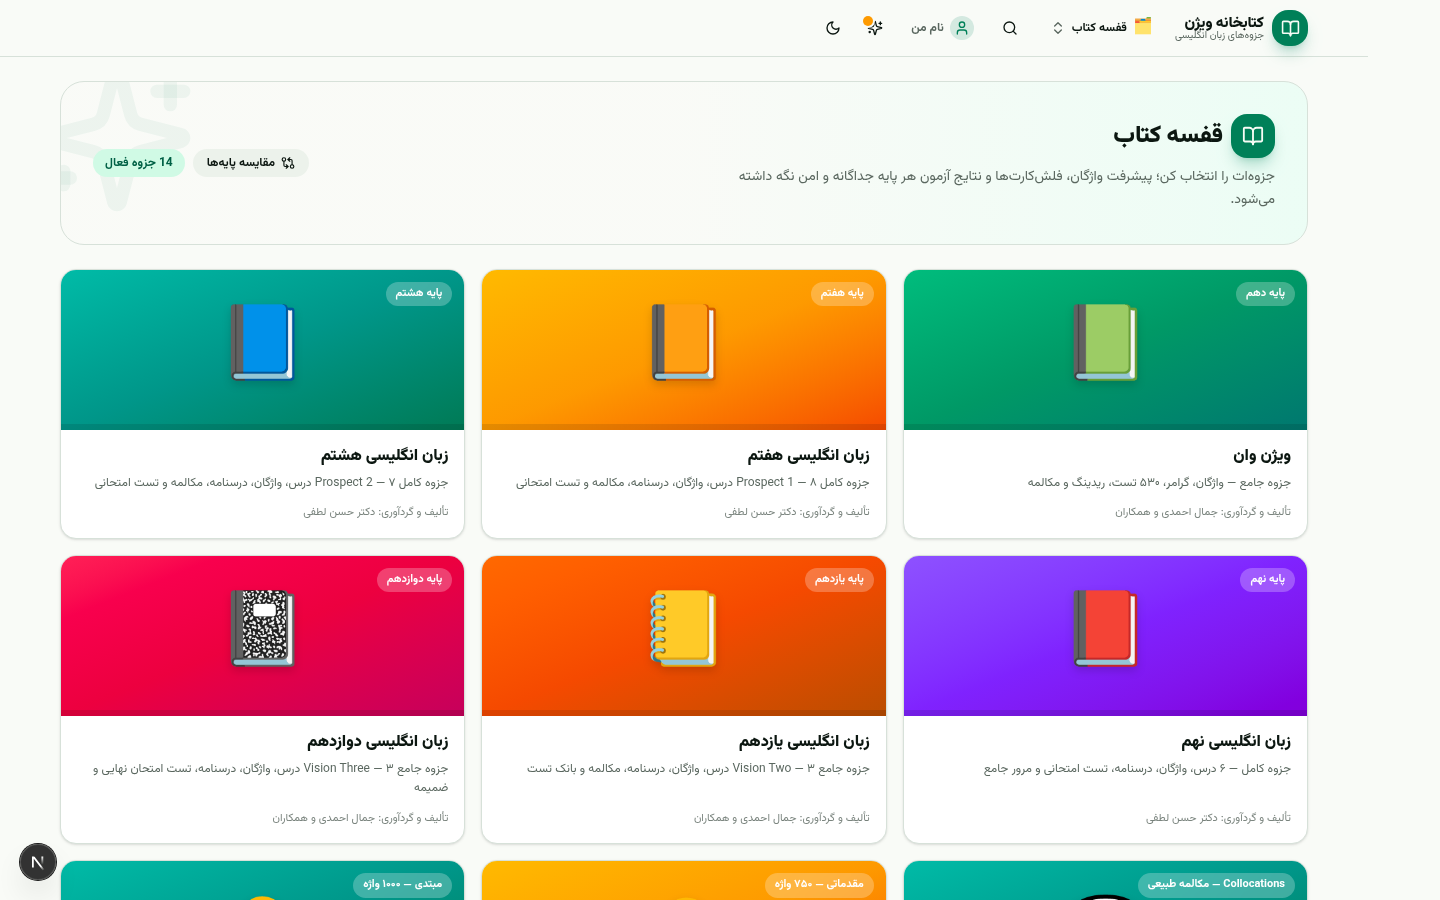 کتابخانه ویژن
جزوه‌های زبان انگلیسی
قفسه کتاب
نام من
قفسه کتاب
جزوه‌ات را انتخاب کن؛ پیشرفت واژگان، فلش‌کارت‌ها و نتایج آزمون هر پایه جداگانه و امن نگه داشته
می‌شود.
مقایسه پایه‌ها
14 جزوه فعال
پایه دهم
ویژن وان
جزوه جامع — واژگان، گرامر، ۵۳۰ تست، ریدینگ و مکالمه
تألیف و گردآوری: جمال احمدی و همکاران
پایه هفتم
زبان انگلیسی هفتم
جزوه کامل Prospect 1 — ۸ درس، واژگان، درسنامه، مکالمه و تست امتحانی
تألیف و گردآوری: دکتر حسن لطفی
پایه هشتم
زبان انگلیسی هشتم
جزوه کامل Prospect 2 — ۷ درس، واژگان، درسنامه، مکالمه و تست امتحانی
تألیف و گردآوری: دکتر حسن لطفی
پایه نهم
زبان انگلیسی نهم
جزوه کامل — ۶ درس، واژگان، درسنامه، تست امتحانی و مرور جامع
تألیف و گردآوری: دکتر حسن لطفی
پایه یازدهم
زبان انگلیسی یازدهم
جزوه جامع Vision Two — ۳ درس، واژگان، درسنامه، مکالمه و بانک تست
تألیف و گردآوری: جمال احمدی و همکاران
پایه دوازدهم
زبان انگلیسی دوازدهم
جزوه جامع Vision Three — ۳ درس، واژگان، درسنامه، تست امتحان نهایی و
ضمیمه
تألیف و گردآوری: جمال احمدی و همکاران
Collocations — مکالمه طبیعی
مقدماتی — ۷۵۰ واژه
مبتدی — ۱۰۰۰ واژه
N